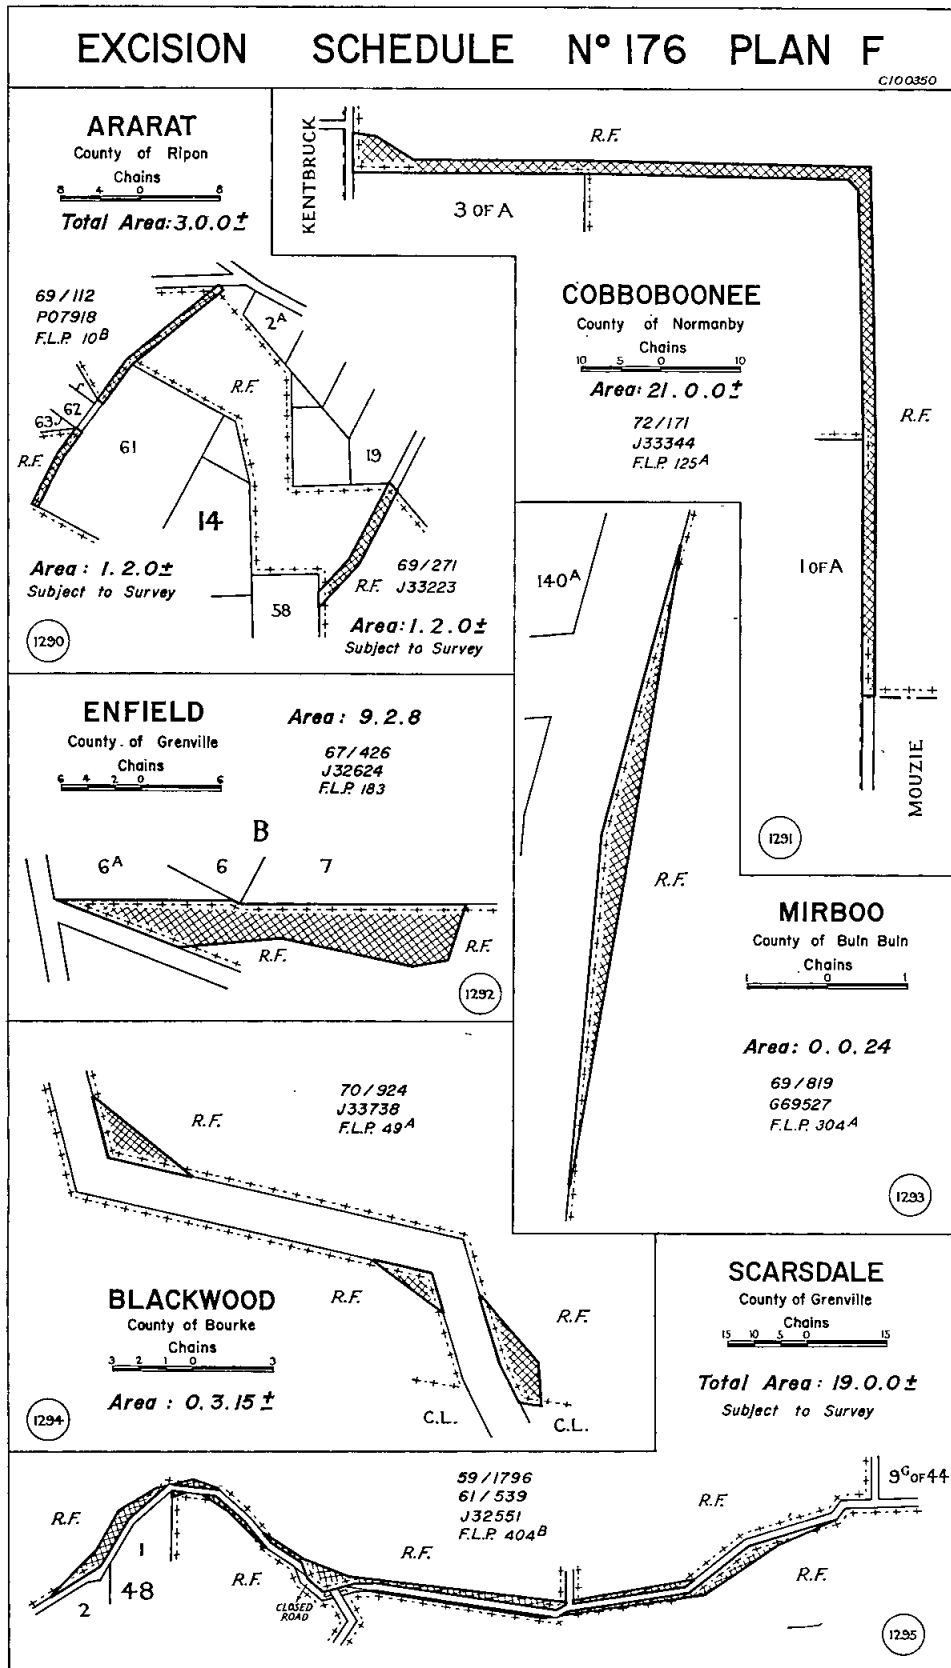 EXCISION SCHEDULE Nº 176 PLAN F
C100350
ARARAT
County of Ripon
Chains
8 4 0 8
Total Area: 3.0.0±
69/112
P07918
F.L.P. 10B
2A
R.F.
62
63
61
R.F.
19
14
69/271
J33223
R.F.
58
Area: 1.2.0±
Subject to Survey
Area: 1.2.0±
Subject to Survey
1290
KENTBRUCK
R.F.
3 OF A
COBBOBOONEE
County of Normanby
Chains
10 5 0 10
Area: 21.0.0±
72/171
J33344
F.L.P. 125A
R.F.
1 OF A
MOUZIE
1291
ENFIELD
County of Grenville
Chains
6 4 2 0 6
Area: 9.2.8
67/426
J32624
F.L.P. 183
B
6A 6 7
R.F.
R.F.
1292
140A
R.F.
MIRBOO
County of Buln Buln
Chains
1 0 1
Area: 0.0.24
69/819
G69527
F.L.P. 304A
1293
70/924
J33738
F.L.P. 49A
R.F.
R.F.
R.F.
BLACKWOOD
County of Bourke
Chains
3 2 1 0 3
Area: 0.3.15±
C.L.
C.L.
1294
SCARSDALE
County of Grenville
Chains
15 10 5 0 15
Total Area: 19.0.0±
Subject to Survey
59/1796
61/539
J32551
F.L.P. 404B
9G OF 44
R.F.
R.F.
R.F.
R.F.
R.F.
1
48
2
CLOSED
ROAD
1295